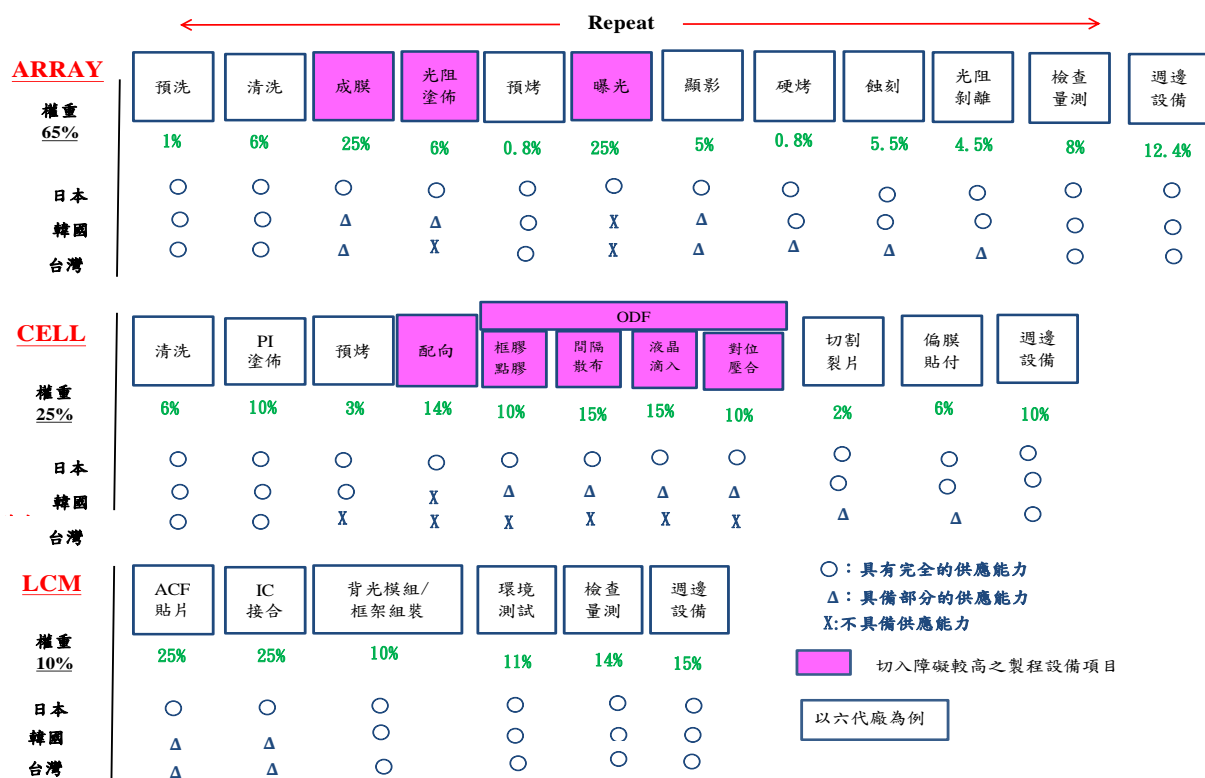 Repeat
ARRAY
預洗
清洗
成膜
光阻
塗佈
預烤
曝光
顯影
硬烤
蝕刻
光阻
剝離
檢查
量測
週邊
設備
權重
65%
1% 6% 25% 6% 0.8% 25% 5% 0.8% 5.5% 4.5% 8% 12.4%
日本 ○ ○ ○ ○ ○ ○ ○ ○ ○ ○ ○ ○
韓國 ○ ○ Δ Δ ○ X Δ ○ ○ ○ ○ ○
台灣 ○ ○ Δ X ○ X Δ Δ Δ Δ ○ ○
CELL
清洗
PI
塗佈
預烤
配向
ODF
框膠
點膠
間隔
散布
液晶
滴入
對位
壓合
切割
裂片
偏膜
貼付
週邊
設備
權重
25%
6% 10% 3% 14% 10% 15% 15% 10% 2% 6% 10%
日本 ○ ○ ○ ○ ○ ○ ○ ○ ○ ○ ○
韓國 ○ ○ ○ X Δ Δ Δ Δ ○ ○ ○
台灣 ○ ○ X X X X X X Δ Δ ○
LCM
ACF
貼片
IC
接合
背光模組/
框架組裝
環境
測試
檢查
量測
週邊
設備
權重
10%
25% 25% 10% 11% 14% 15%
日本 ○ ○ ○ ○ ○ ○
韓國 Δ Δ ○ ○ ○ ○
台灣 Δ Δ ○ ○ ○ ○
○：具有完全的供應能力
Δ：具備部分的供應能力
X:不具備供應能力
切入障礙較高之製程設備項目
以六代廠為例